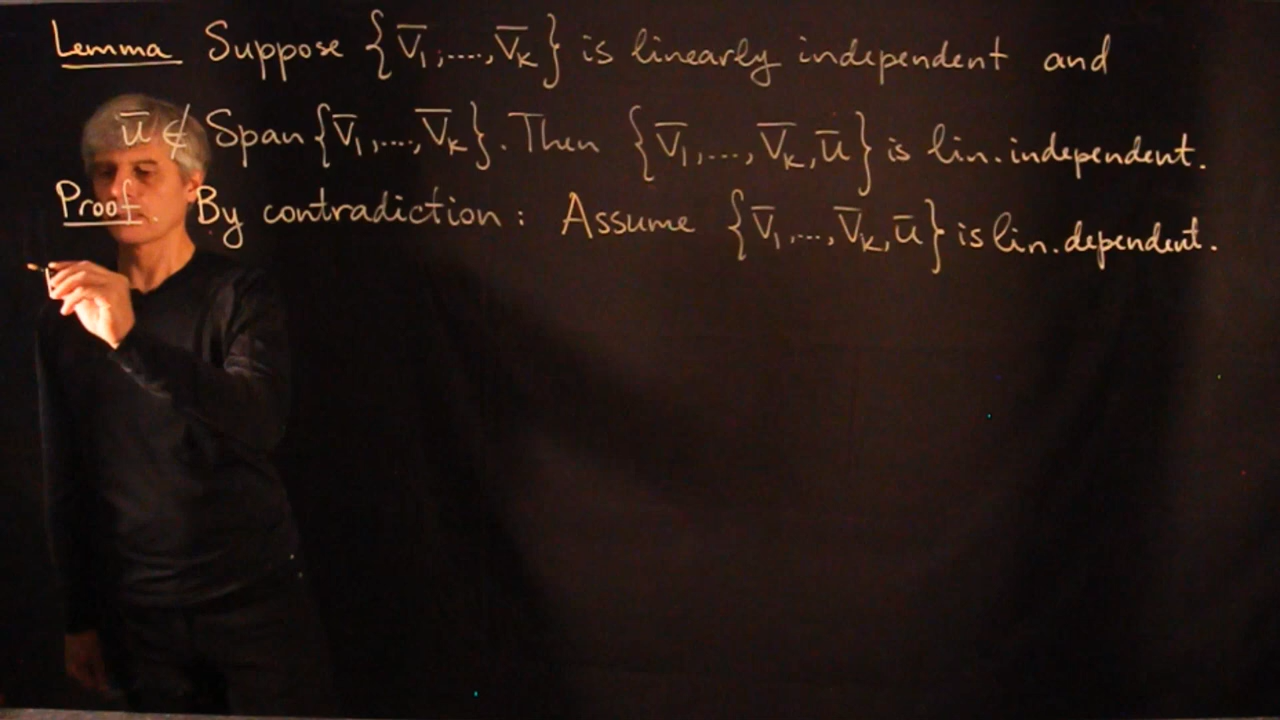 Lemma Suppose {v̅₁,....,v̅ₖ} is linearly independent and
u̅ ∉ Span{v̅₁,....,v̅ₖ}. Then {v̅₁,...,v̅ₖ,u̅} is lin.independent.
Proof. By contradiction: Assume {v̅₁,...,v̅ₖ,u̅} is lin.dependent.